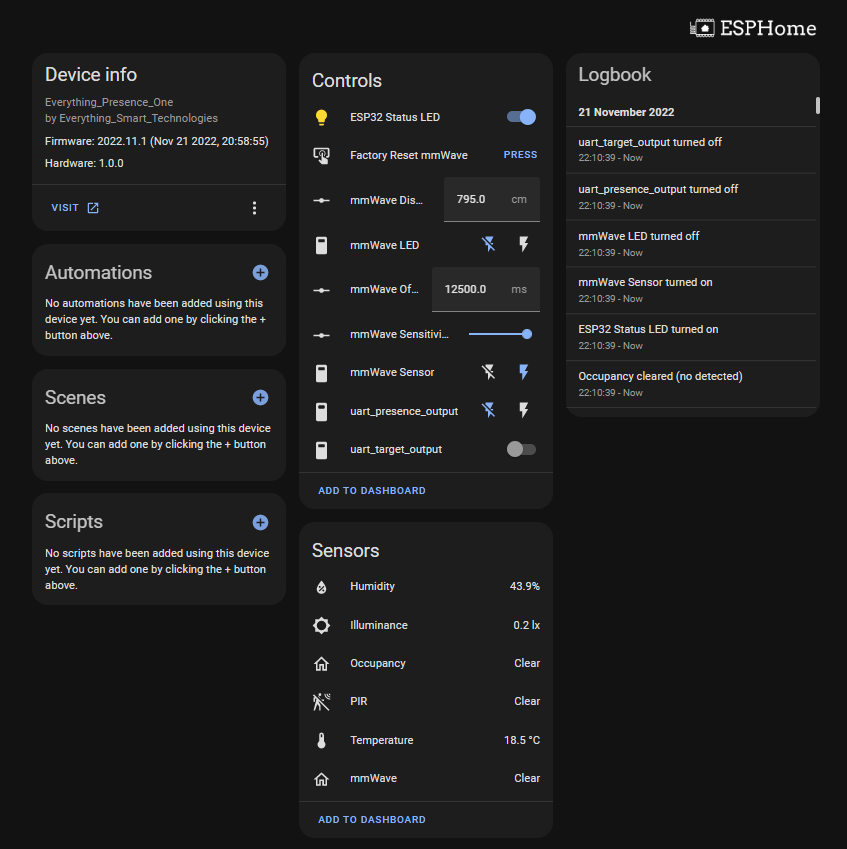 ESPHome
Device info
Everything_Presence_One
by Everything_Smart_Technologies
Firmware: 2022.11.1 (Nov 21 2022, 20:58:55)
Hardware: 1.0.0
VISIT
Automations
No automations have been added using this
device yet. You can add one by clicking the +
button above.
Scenes
No scenes have been added using this device
yet. You can add one by clicking the + button
above.
Scripts
No scripts have been added using this device
yet. You can add one by clicking the + button
above.
Controls
ESP32 Status LED
Factory Reset mmWave PRESS
mmWave Dis... 795.0 cm
mmWave LED
mmWave Of... 12500.0 ms
mmWave Sensitivi...
mmWave Sensor
uart_presence_output
uart_target_output
ADD TO DASHBOARD
Sensors
Humidity 43.9%
Illuminance 0.2 lx
Occupancy Clear
PIR Clear
Temperature 18.5 °C
mmWave Clear
ADD TO DASHBOARD
Logbook
21 November 2022
uart_target_output turned off
22:10:39 - Now
uart_presence_output turned off
22:10:39 - Now
mmWave LED turned off
22:10:39 - Now
mmWave Sensor turned on
22:10:39 - Now
ESP32 Status LED turned on
22:10:39 - Now
Occupancy cleared (no detected)
22:10:39 - Now